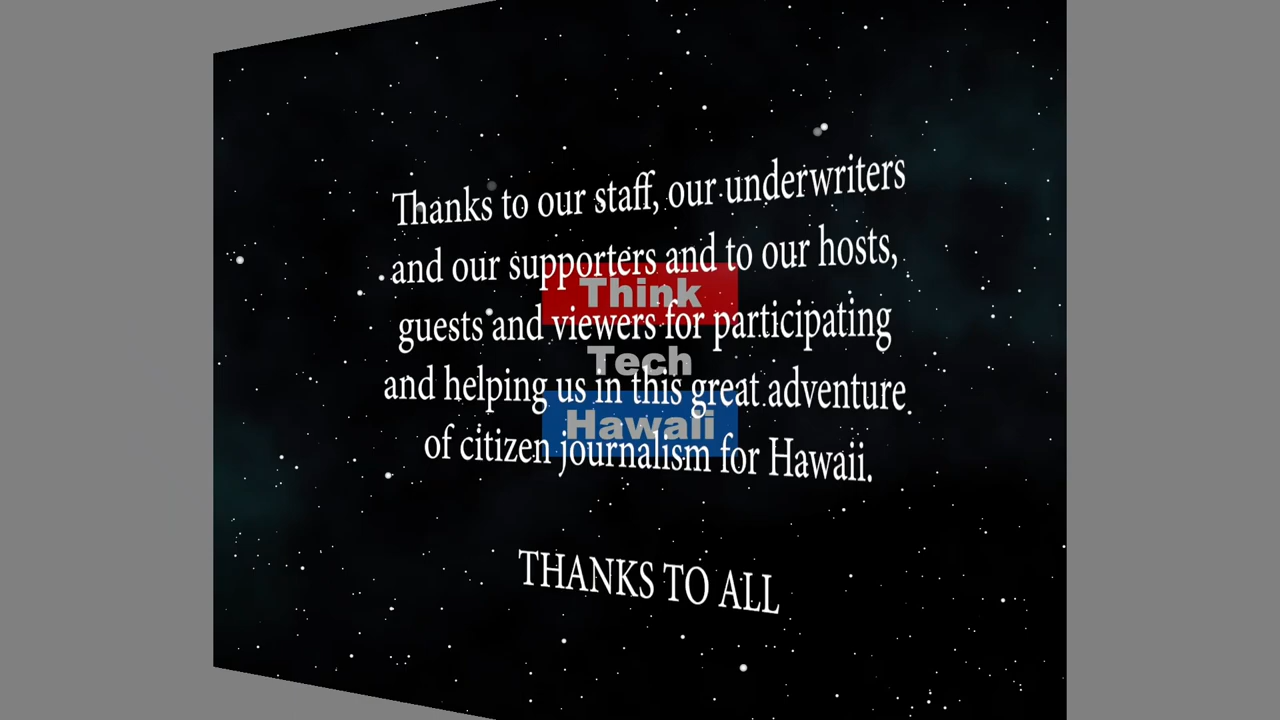 Thanks to our staff, our underwriters
and our supporters and to our hosts,
guests and viewers for participating
and helping us in this great adventure
of citizen journalism for Hawaii.
THANKS TO ALL
Think
Tech
Hawaii